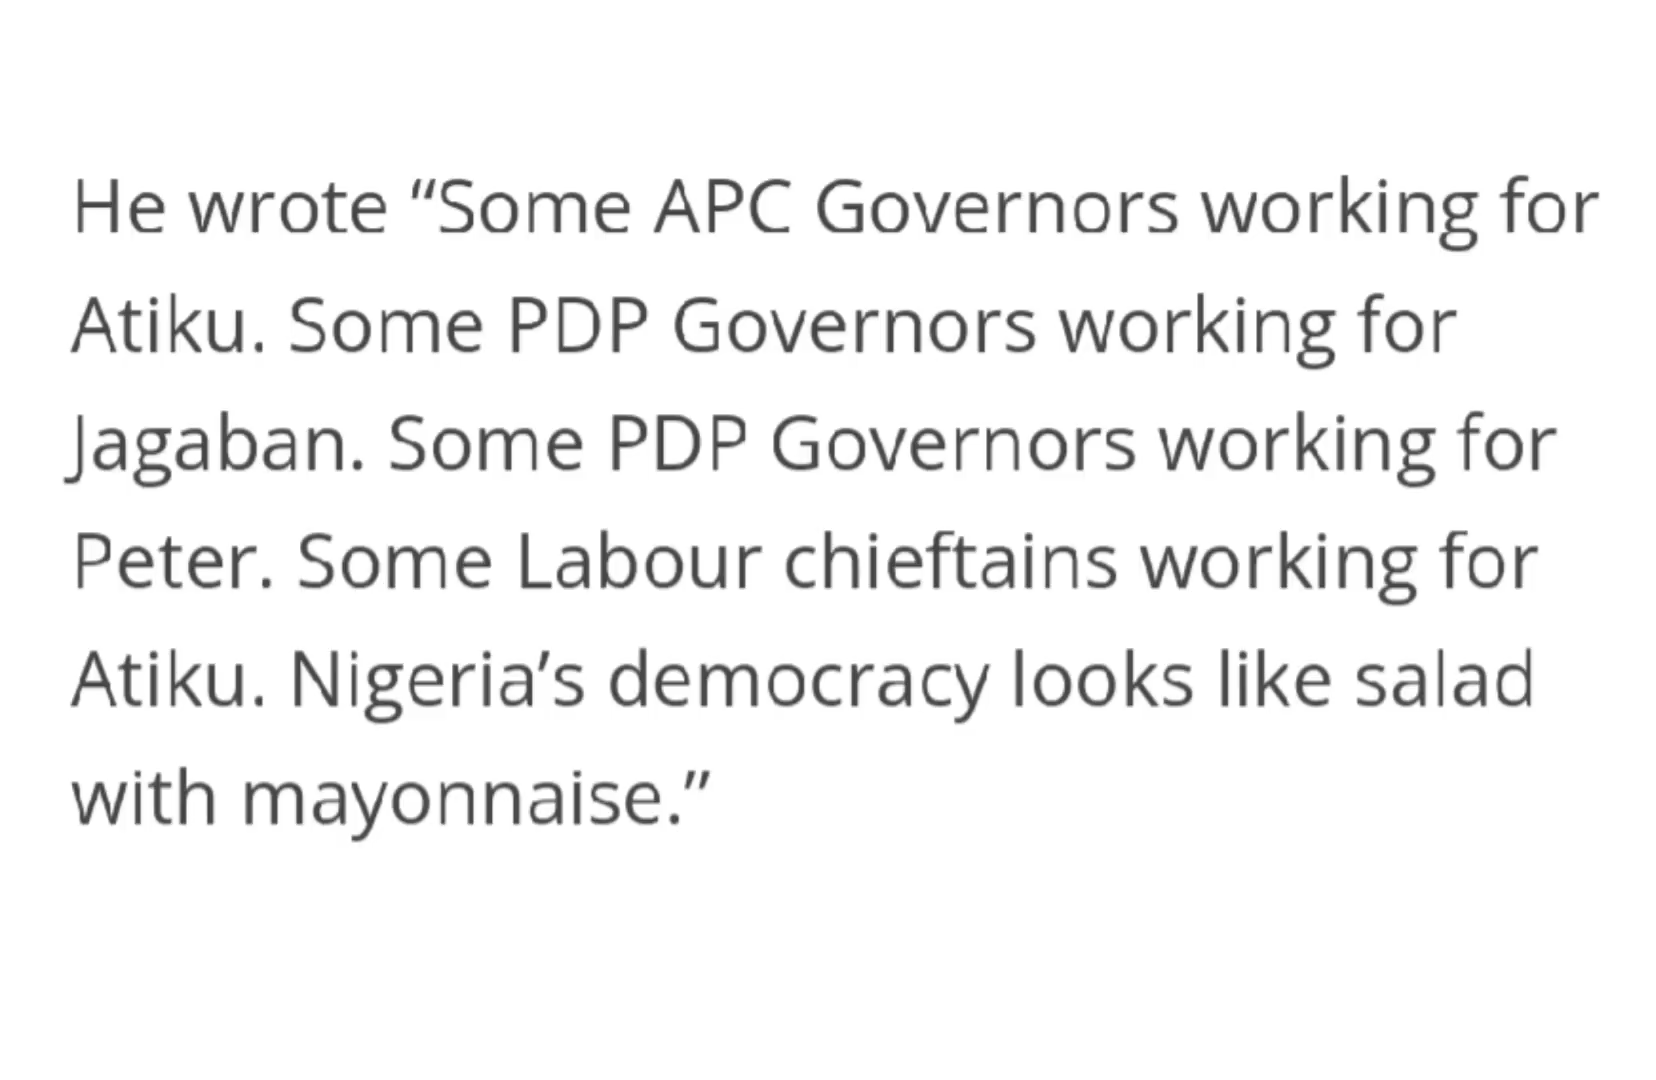 He wrote “Some APC Governors working for
Atiku. Some PDP Governors working for
Jagaban. Some PDP Governors working for
Peter. Some Labour chieftains working for
Atiku. Nigeria’s democracy looks like salad
with mayonnaise.”